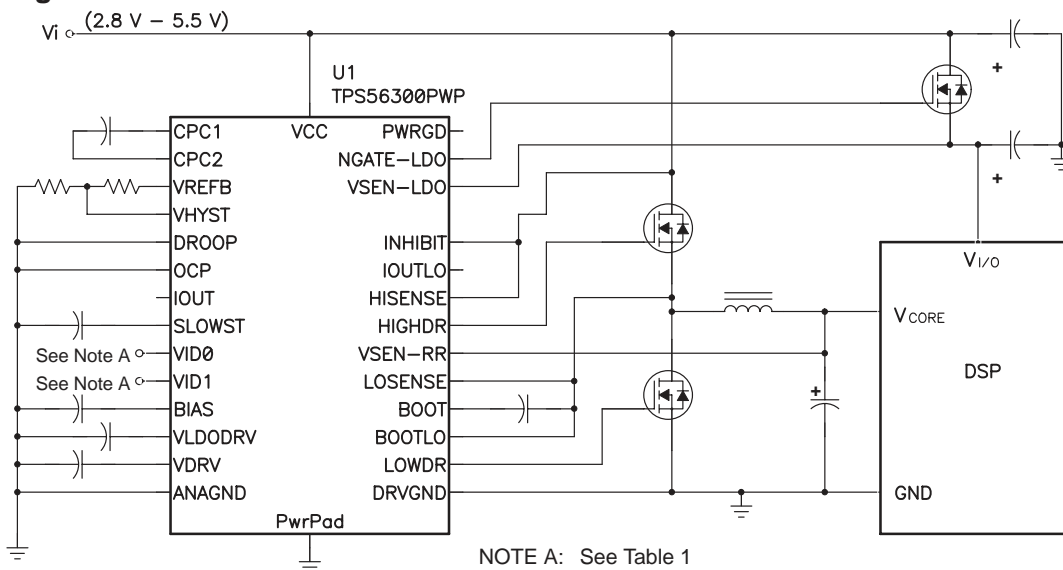 Vi (2.8 V – 5.5 V)
U1
TPS56300PWP
VCC
CPC1
CPC2
VREFB
VHYST
DROOP
OCP
IOUT
SLOWST
See Note A VID0
See Note A VID1
BIAS
VLDODRV
VDRV
ANAGND
PwrPad
PWRGD
NGATE–LDO
VSEN–LDO
INHIBIT
IOUTLO
HISENSE
HIGHDR
VSEN–RR
LOSENSE
BOOT
BOOTLO
LOWDR
DRVGND
+
+
+
VI/O
VCORE
DSP
GND
NOTE A: See Table 1